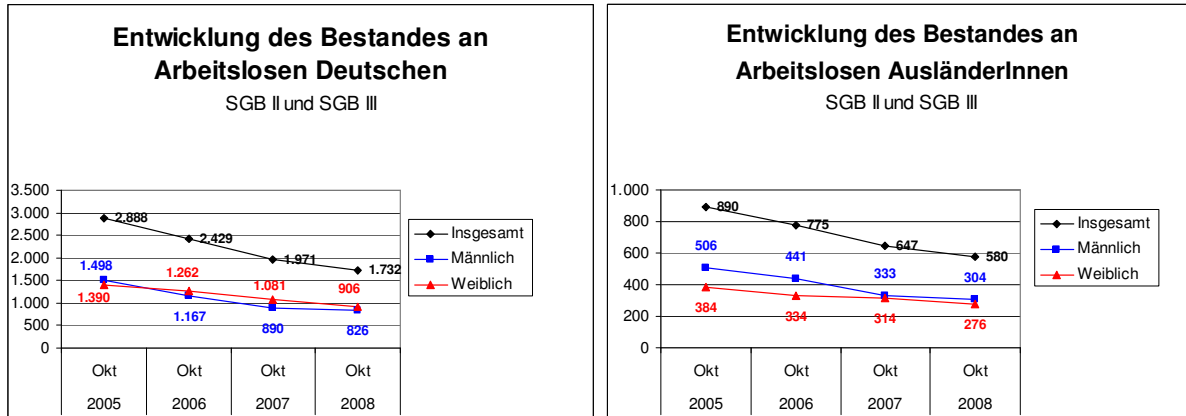 Entwicklung des Bestandes an
Arbeitslosen Deutschen
SGB II und SGB III
3.500
3.000
2.500
2.000
1.500
1.000
500
0
2.888
2.429
1.971
1.732
1.498
1.167
890
826
1.390
1.262
1.081
906
Insgesamt
Männlich
Weiblich
Okt
Okt
Okt
Okt
2005
2006
2007
2008
Entwicklung des Bestandes an
Arbeitslosen AusländerInnen
SGB II und SGB III
1.000
800
600
400
200
0
890
775
647
580
506
441
333
304
384
334
314
276
Insgesamt
Männlich
Weiblich
Okt
Okt
Okt
Okt
2005
2006
2007
2008